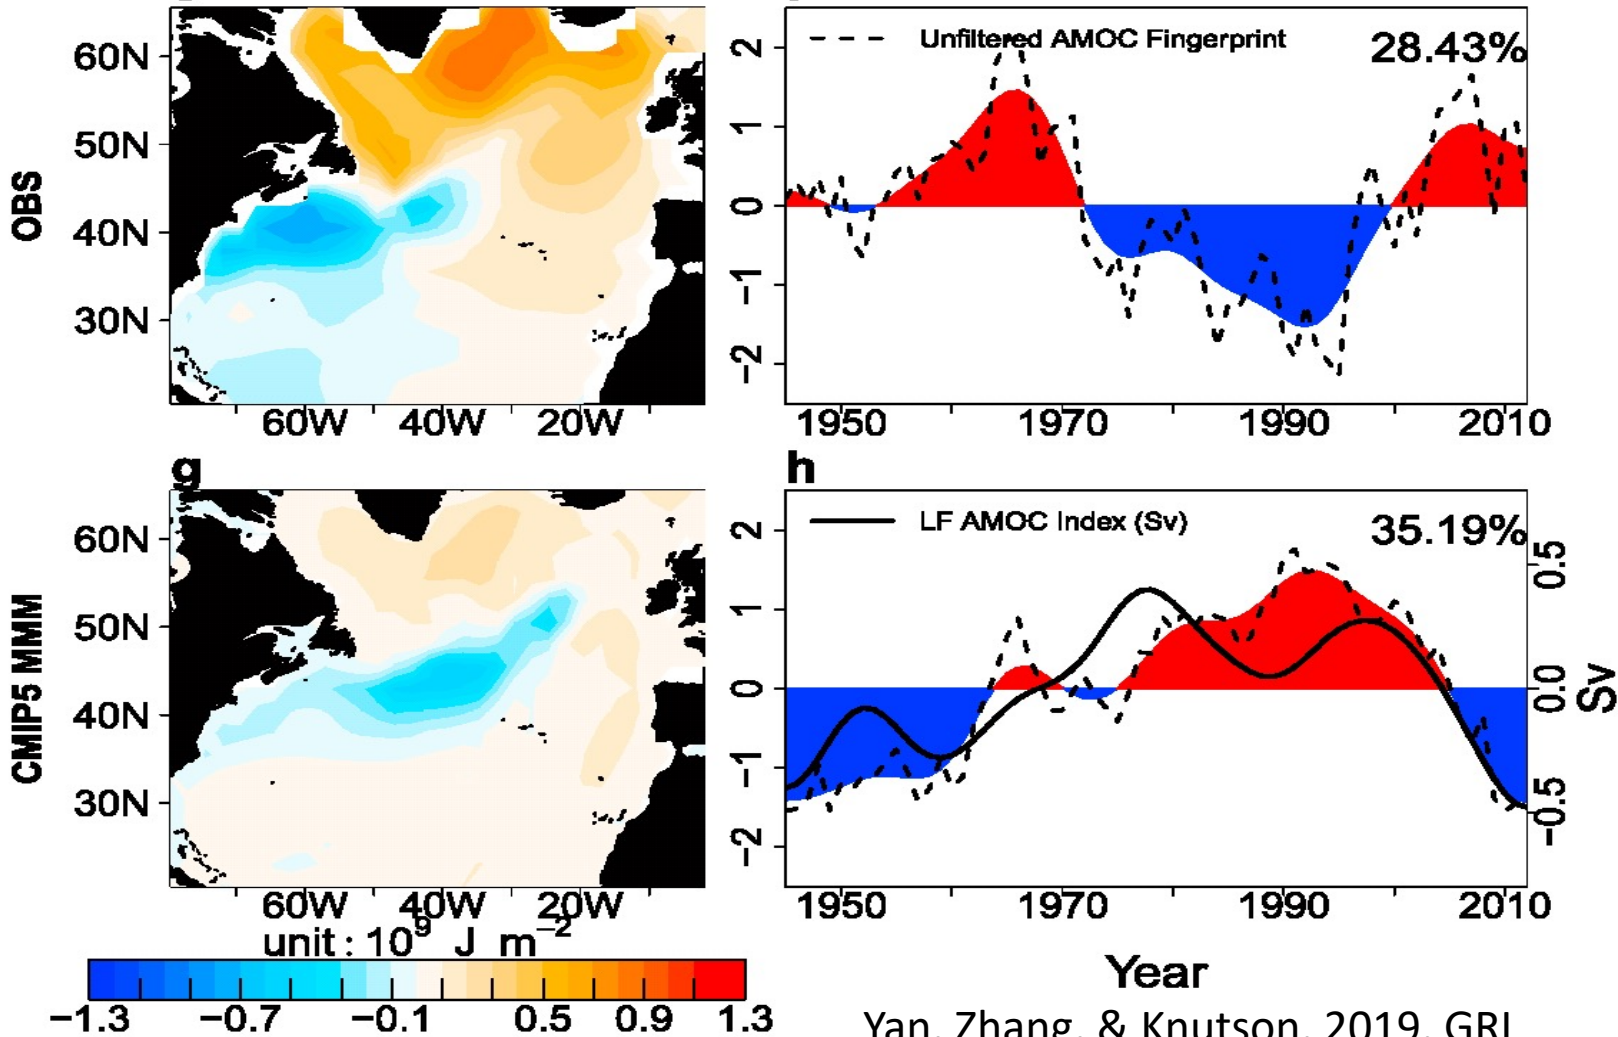 OBS
60N
50N
40N
30N
60W 40W 20W
Unfiltered AMOC Fingerprint
28.43%
2
1
0
−1
−2
1950 1970 1990 2010
CMIP5 MMM
g
60N
50N
40N
30N
60W 40W 20W
h
LF AMOC Index (Sv)
35.19%
2
1
0
−1
−2
0.5
0.0
−0.5
Sv
1950 1970 1990 2010
unit: 10⁹ J m⁻²
−1.3 −0.7 −0.1 0.5 0.9 1.3
Year
Yan, Zhang, & Knutson, 2019, GRL